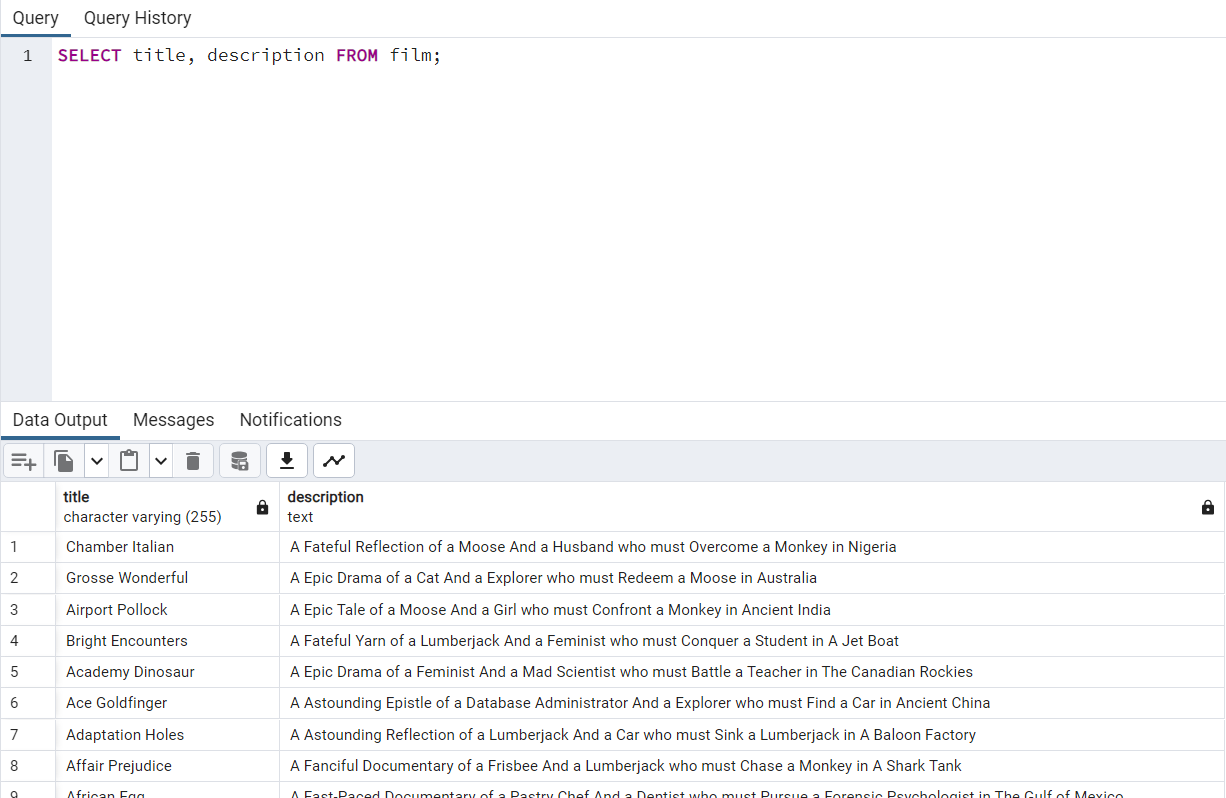 Query Query History
1 SELECT title, description FROM film;
Data Output Messages Notifications
title description
character varying (255) text
1 Chamber Italian A Fateful Reflection of a Moose And a Husband who must Overcome a Monkey in Nigeria
2 Grosse Wonderful A Epic Drama of a Cat And a Explorer who must Redeem a Moose in Australia
3 Airport Pollock A Epic Tale of a Moose And a Girl who must Confront a Monkey in Ancient India
4 Bright Encounters A Fateful Yarn of a Lumberjack And a Feminist who must Conquer a Student in A Jet Boat
5 Academy Dinosaur A Epic Drama of a Feminist And a Mad Scientist who must Battle a Teacher in The Canadian Rockies
6 Ace Goldfinger A Astounding Epistle of a Database Administrator And a Explorer who must Find a Car in Ancient China
7 Adaptation Holes A Astounding Reflection of a Lumberjack And a Car who must Sink a Lumberjack in A Baloon Factory
8 Affair Prejudice A Fanciful Documentary of a Frisbee And a Lumberjack who must Chase a Monkey in A Shark Tank
9 African Egg A Fast-Paced Documentary of a Pastry Chef And a Dentist who must Pursue a Forensic Psychologist in The Gulf of Mexico